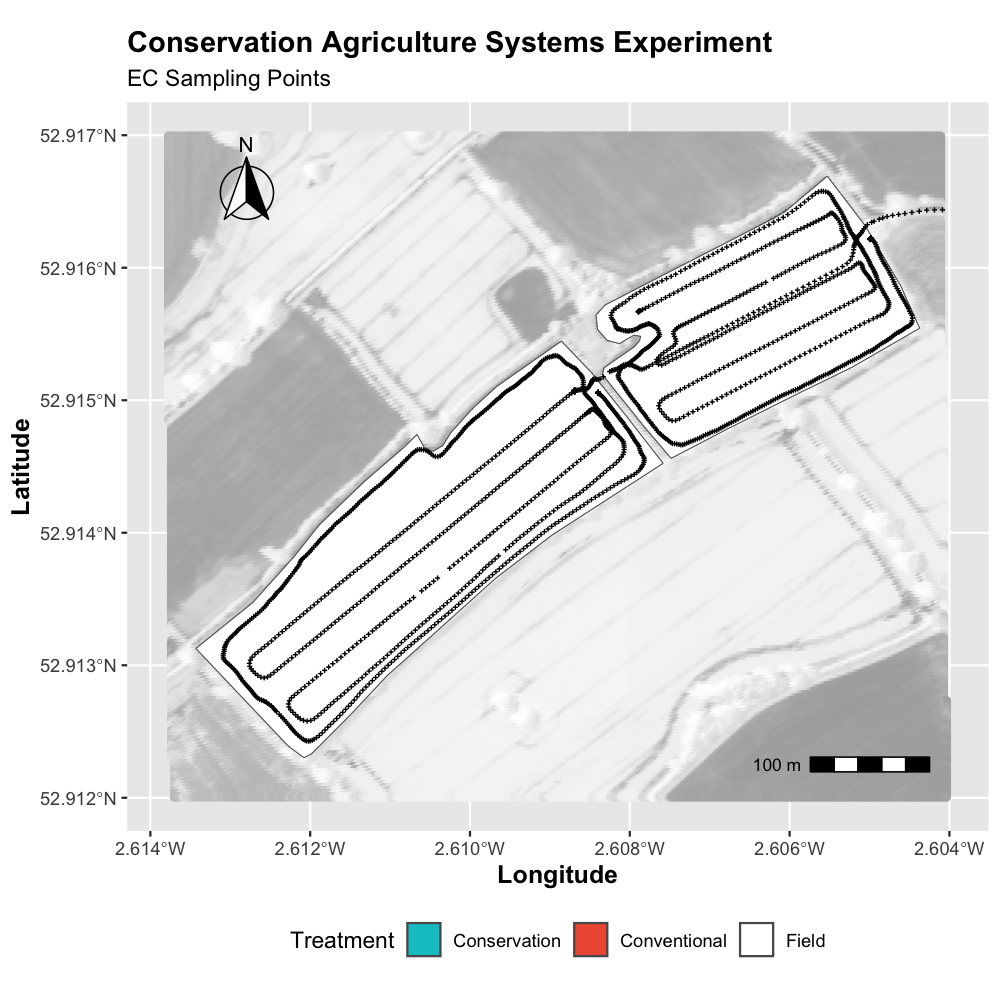 Conservation Agriculture Systems Experiment
EC Sampling Points
N
52.917°N
52.916°N
52.915°N
52.914°N
52.913°N
52.912°N
Latitude
100 m
2.614°W 2.612°W 2.610°W 2.608°W 2.606°W 2.604°W
Longitude
Treatment Conservation Conventional Field